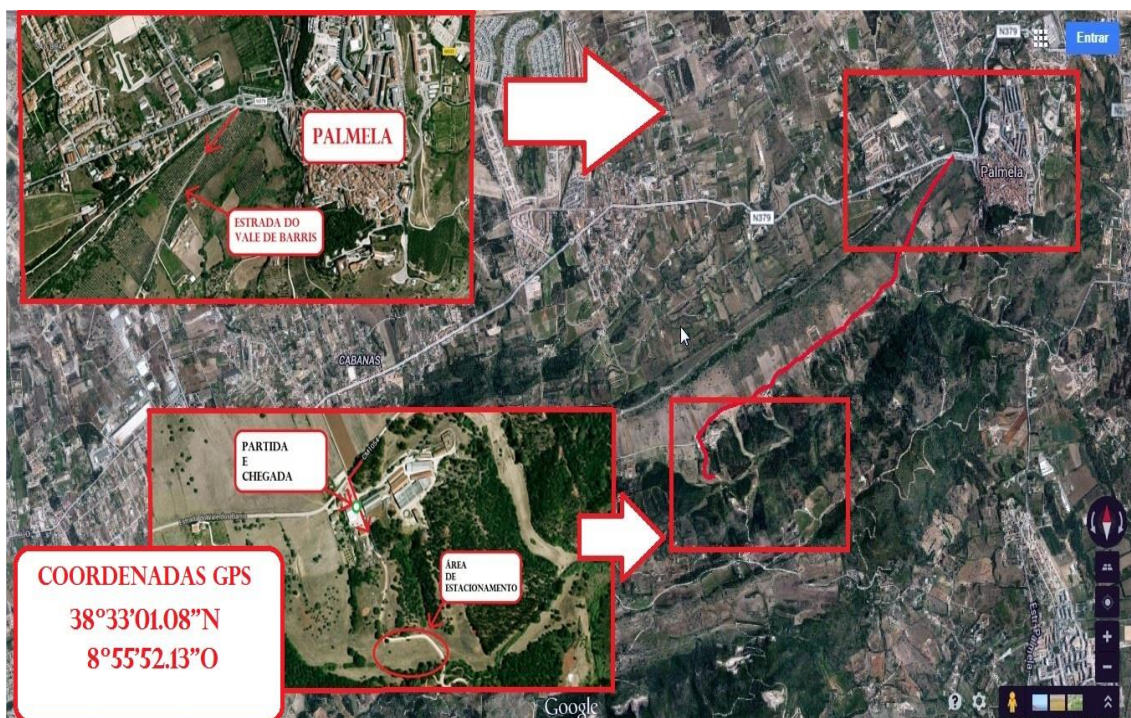 PALMELA
ESTRADA DO
VALE DE BARRIS
N379
N379
Entrar
Palmela
N379
CABANAS
PARTIDA
E
CHEGADA
ÁREA
DE
ESTACIONAMENTO
COORDENADAS GPS
38°33'01.08"N
8°55'52.13"O
Google